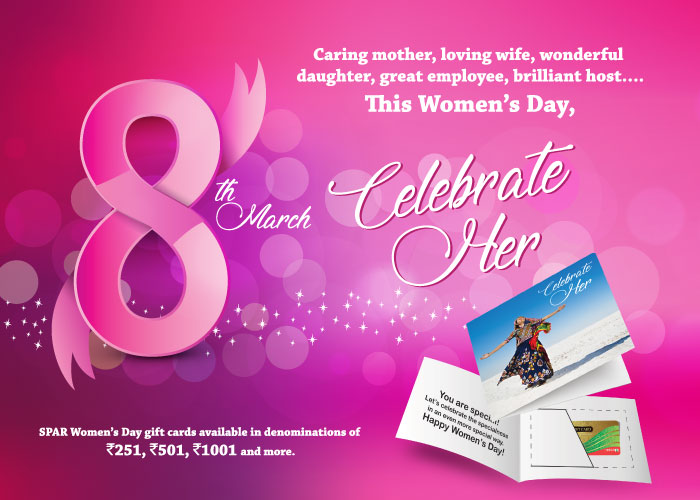 Caring mother, loving wife, wonderful
daughter, great employee, brilliant host....
This Women's Day,
8th
March
Celebrate
Her
Celebrate
Her
You are special!
Let's celebrate the specialness
in an even more special way.
Happy Women's Day!
SPAR Women's Day gift cards available in denominations of
₹251, ₹501, ₹1001 and more.